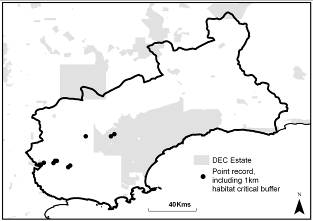 DEC Estate
Point record,
including 1km
habitat critical buffer
40Kms
N